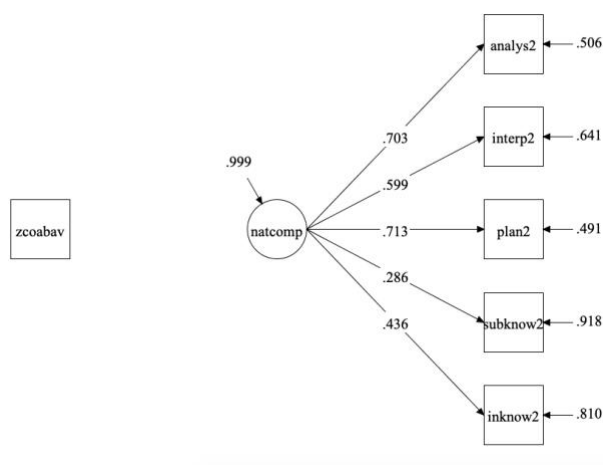 analys2
.506
.703
interp2
.641
.999
.599
zcoabav
natcomp
.713
plan2
.491
.286
subknow2
.918
.436
inknow2
.810